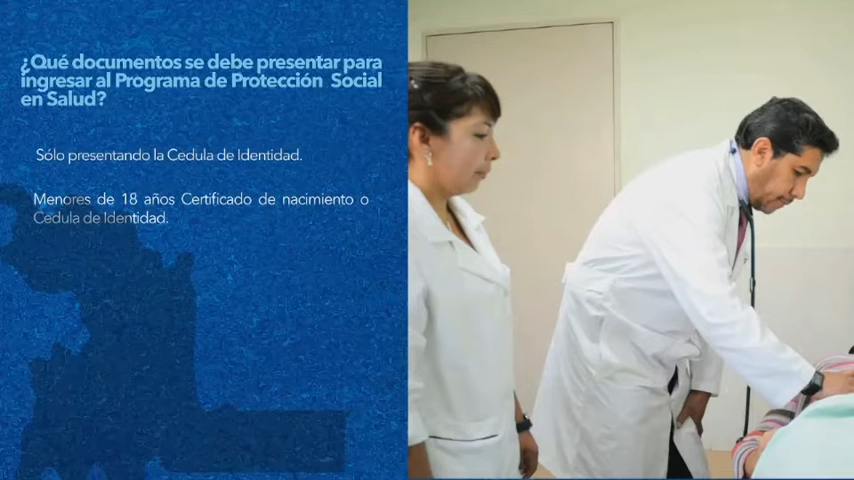 ¿Qué documentos se debe presentar para
ingresar al Programa de Protección Social
en Salud?
Sólo presentando la Cedula de Identidad.
Menores de 18 años Certificado de nacimiento o
Cedula de Identidad.